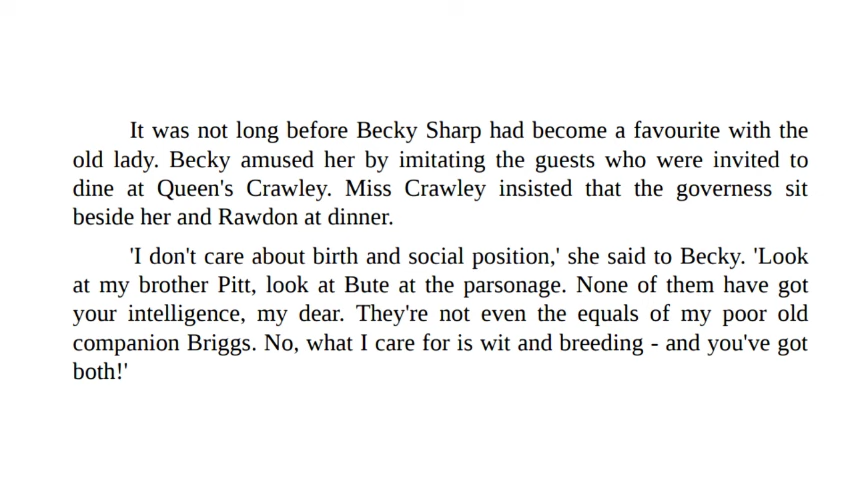 It was not long before Becky Sharp had become a favourite with the
old lady. Becky amused her by imitating the guests who were invited to
dine at Queen's Crawley. Miss Crawley insisted that the governess sit
beside her and Rawdon at dinner.
'I don't care about birth and social position,' she said to Becky. 'Look
at my brother Pitt, look at Bute at the parsonage. None of them have got
your intelligence, my dear. They're not even the equals of my poor old
companion Briggs. No, what I care for is wit and breeding - and you've got
both!'